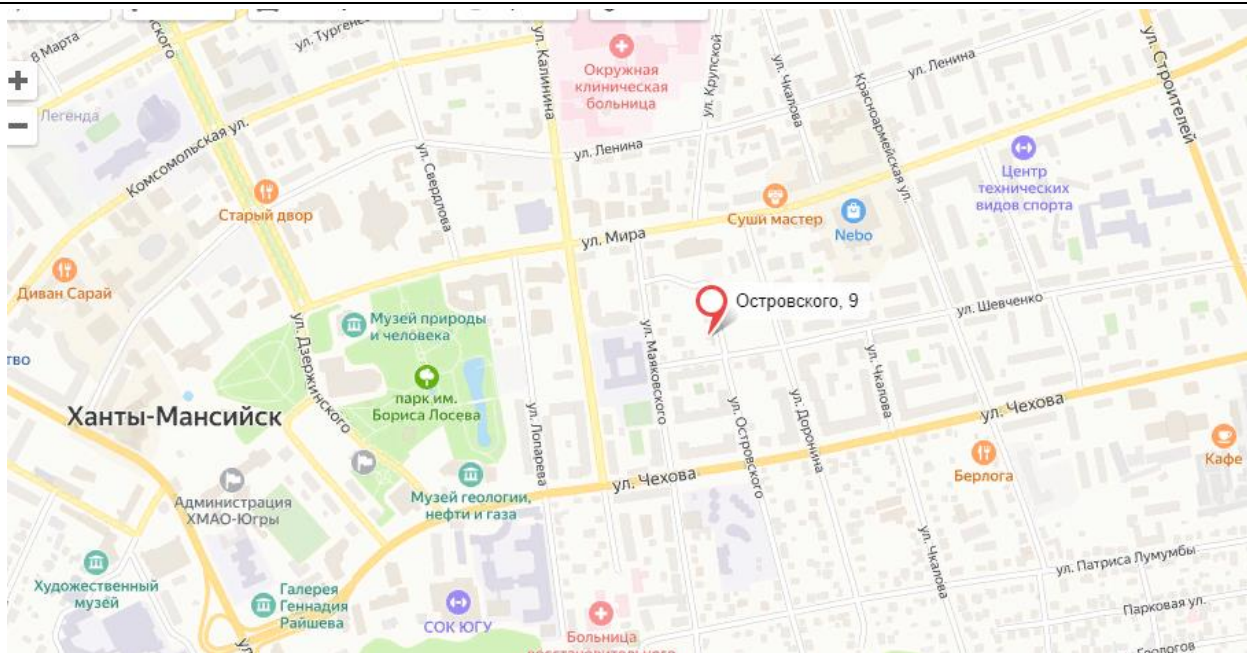 8 Марта
ул. Тургенева
ул. Калинина
Окружная
клиническая
больница
ул. Крупской
ул. Чкалова
Красноармейская ул.
ул. Ленина
ул. Строителей
+
−
Легенда
Комсомольская ул.
ул. Ленина
Центр
технических
видов спорта
ул. Свердлова
Старый двор
Суши мастер
Nebo
ул. Мира
Диван Сарай
Островского, 9
ул. Шевченко
Музей природы
и человека
ул. Дзержинского
ул. Маяковского
ул. Чкалова
тво
парк им.
Бориса Лосева
Ханты-Мансийск
ул. Лопарева
ул. Островского
ул. Доронина
ул. Чехова
Берлога
Кафе
ул. Чехова
Администрация
ХМАО-Югры
Музей геологии,
нефти и газа
ул. Чкалова
ул. Патриса Лумумбы
Художественный
музей
Галерея
Геннадия
Райшева
СОК ЮГУ
Парковая ул.
Больница
восстановительного
Геологов